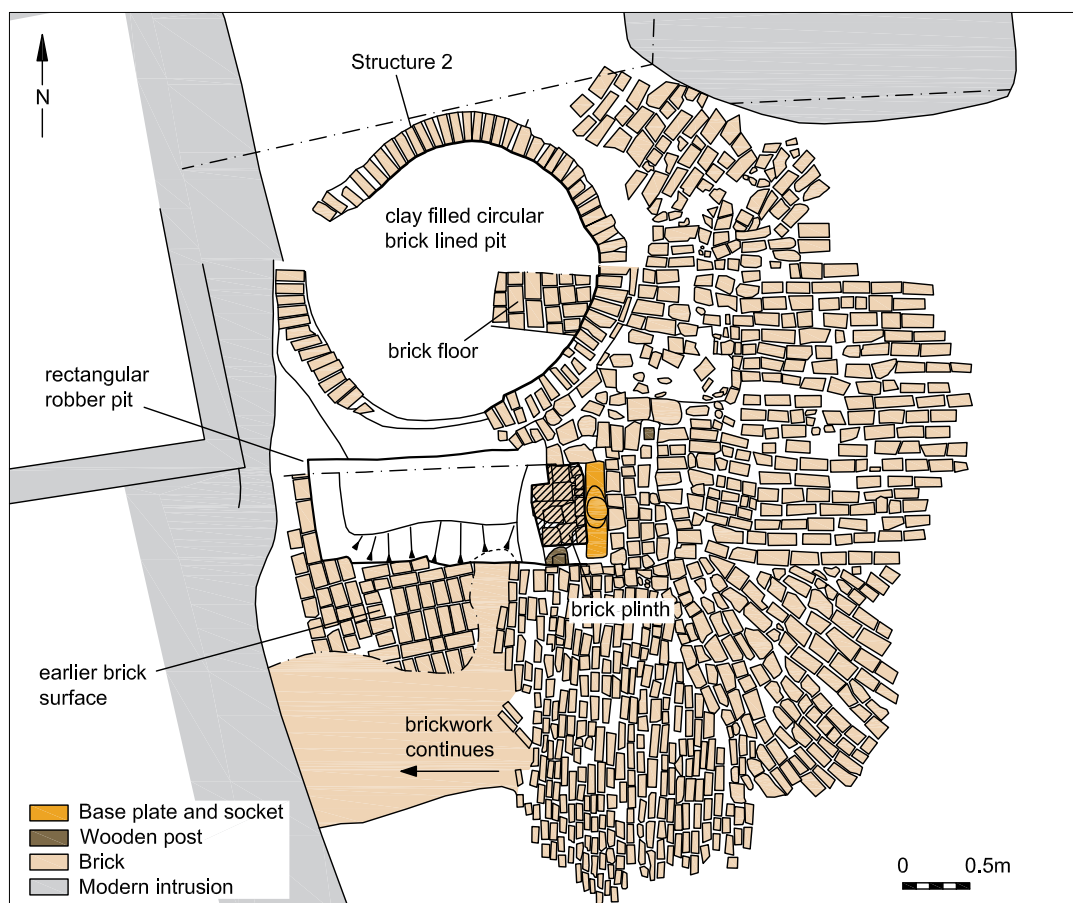 N
Structure 2
clay filled circular
brick lined pit
brick floor
rectangular
robber pit
brick plinth
earlier brick
surface
brickwork
continues
Base plate and socket
Wooden post
Brick
Modern intrusion
0 0.5m